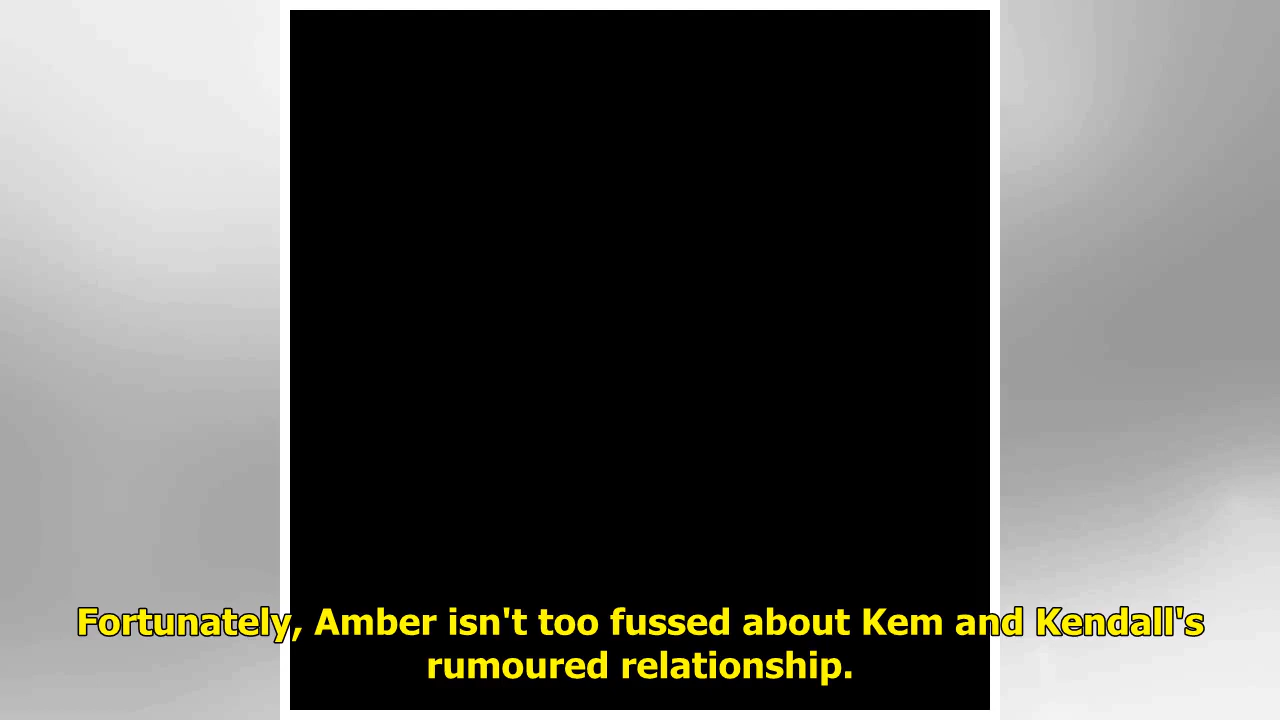 Fortunately, Amber isn't too fussed about Kem and Kendall's
rumoured relationship.